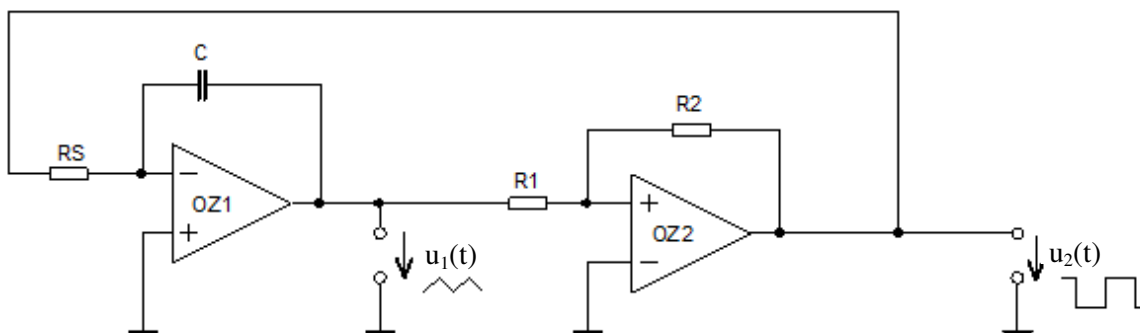 C
R2
RS
R1
−
OZ1
+
+
OZ2
−
u₁(t)
u₂(t)